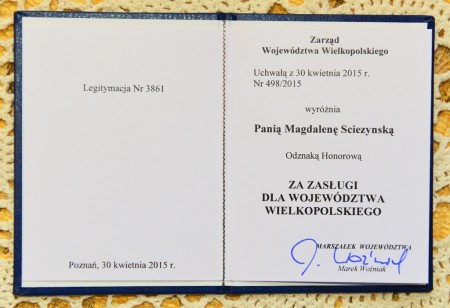 Legitymacja Nr 3861
Poznań, 30 kwietnia 2015 r.
Zarząd
Województwa Wielkopolskiego
Uchwałą z 30 kwietnia 2015 r.
Nr 498/2015
wyróżnia
Panią Magdalenę Sciezynską
Odznaką Honorową
ZA ZASŁUGI
DLA WOJEWÓDZTWA
WIELKOPOLSKIEGO
MARSZAŁEK WOJEWÓDZTWA
Marek Woźniak